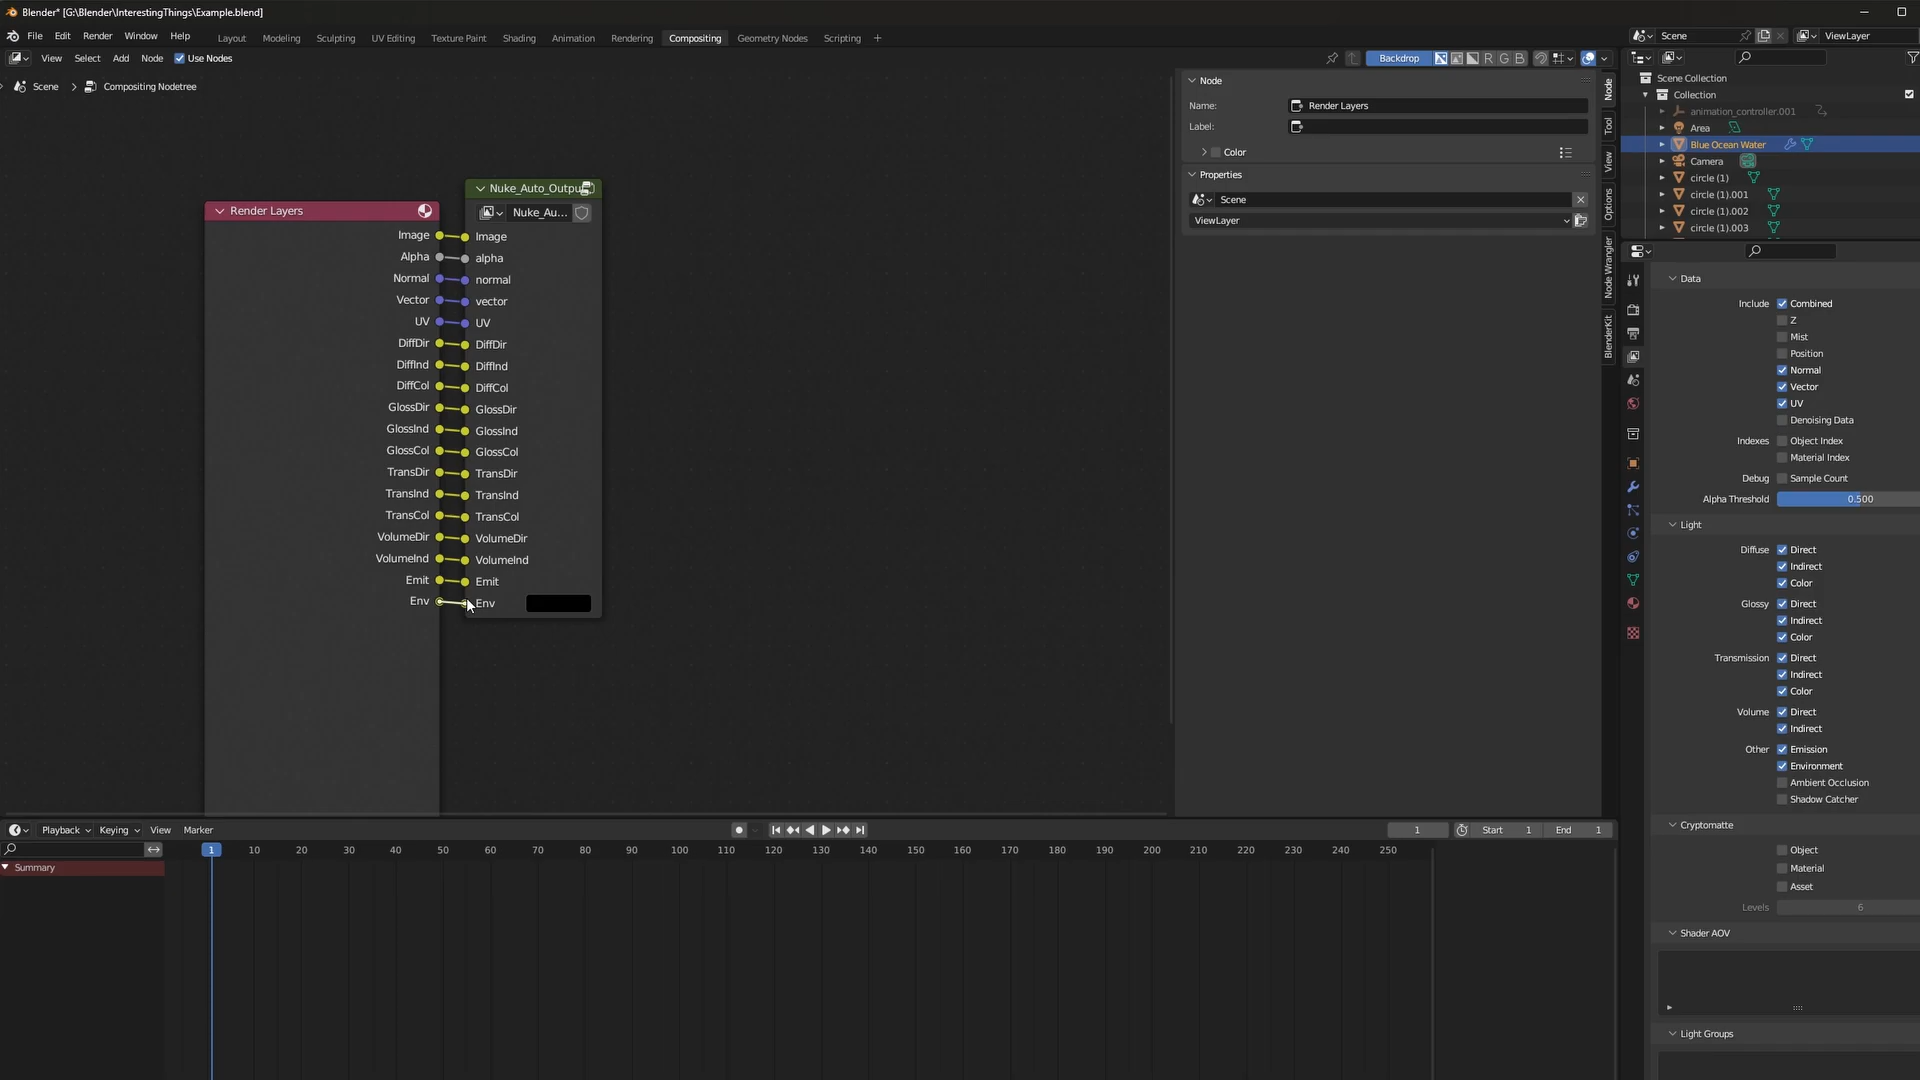 Blender* [G:\Blender\InterestingThings\Example.blend]
File Edit Render Window Help
Layout Modeling Sculpting UV Editing Texture Paint Shading Animation Rendering Compositing Geometry Nodes Scripting +
Scene
ViewLayer
View Select Add Node Use Nodes
Backdrop
R G B
Scene > Compositing Nodetree
Render Layers
Image
Alpha
Normal
Vector
UV
DiffDir
DiffInd
DiffCol
GlossDir
GlossInd
GlossCol
TransDir
TransInd
TransCol
VolumeDir
VolumeInd
Emit
Env
Nuke_Auto_Outpu
Nuke_Au...
Image
alpha
normal
vector
UV
DiffDir
DiffInd
DiffCol
GlossDir
GlossInd
GlossCol
TransDir
TransInd
TransCol
VolumeDir
VolumeInd
Emit
Env
Node
Name: Render Layers
Label:
Color
Properties
Scene
ViewLayer
Node
Tool
View
Options
Node Wrangler
BlenderKit
Scene Collection
Collection
animation_controller.001
Area
Blue Ocean Water
Camera
circle (1)
circle (1).001
circle (1).002
circle (1).003
Data
Include Combined
Z
Mist
Position
Normal
Vector
UV
Denoising Data
Indexes Object Index
Material Index
Debug Sample Count
Alpha Threshold 0.500
Light
Diffuse Direct
Indirect
Color
Glossy Direct
Indirect
Color
Transmission Direct
Indirect
Color
Volume Direct
Indirect
Other Emission
Environment
Ambient Occlusion
Shadow Catcher
Cryptomatte
Object
Material
Asset
Levels 6
Shader AOV
Light Groups
Playback Keying View Marker
1 Start 1 End 1
1 10 20 30 40 50 60 70 80 90 100 110 120 130 140 150 160 170 180 190 200 210 220 230 240 250
Summary